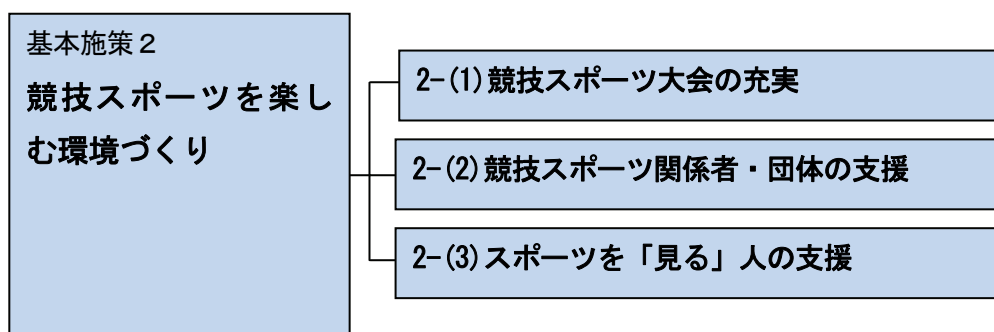 基本施策２
競技スポーツを楽し
む環境づくり
2-(1)競技スポーツ大会の充実
2-(2)競技スポーツ関係者・団体の支援
2-(3)スポーツを「見る」人の支援